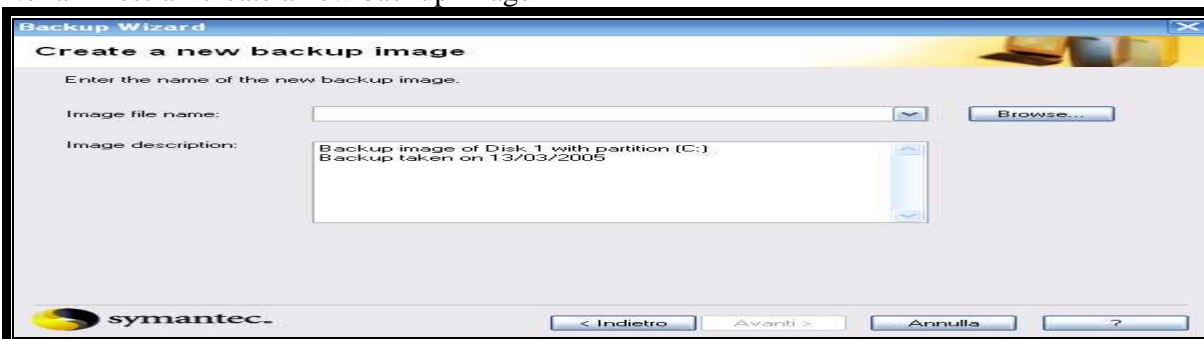 Backup Wizard
Create a new backup image
Enter the name of the new backup image.
Image file name:
Browse...
Image description:
Backup image of Disk 1 with partition (C:)
Backup taken on 13/03/2005
symantec.
< Indietro
Avanti >
Annulla
?